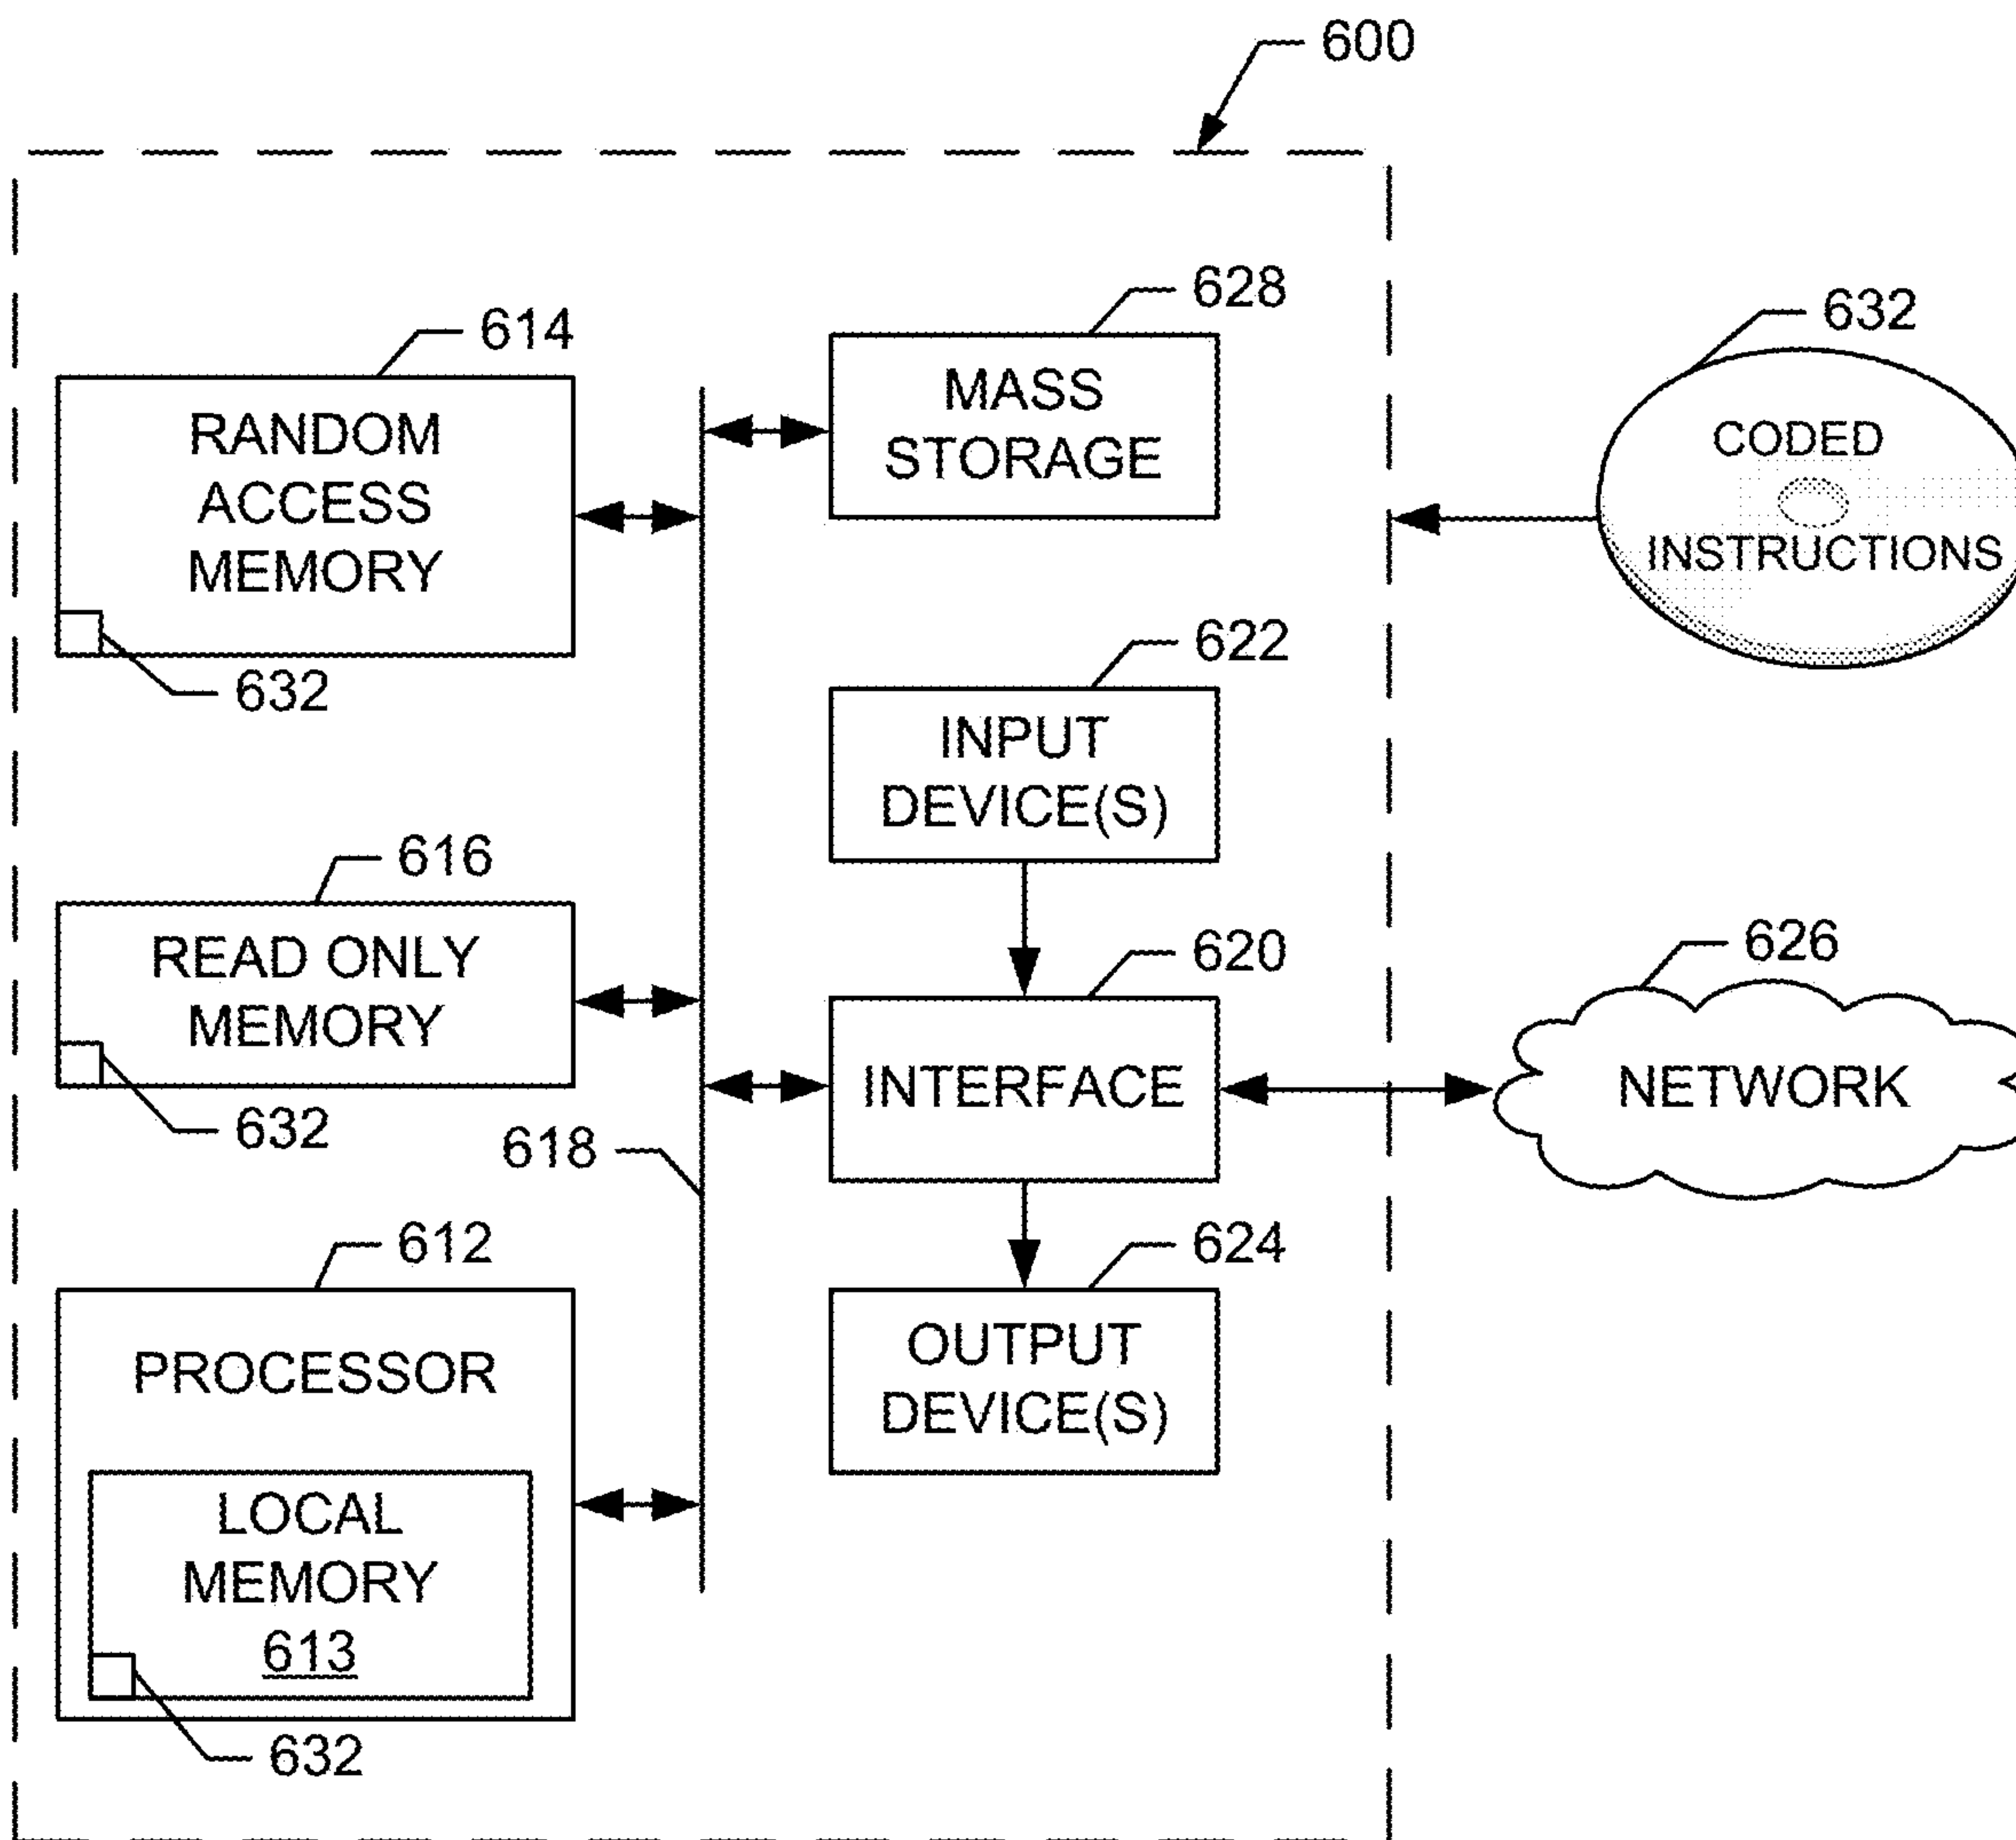 600
628
MASS
STORAGE
614
RANDOM
ACCESS
MEMORY
632
632
CODED
INSTRUCTIONS
622
INPUT
DEVICE(S)
616
READ ONLY
MEMORY
632
620
INTERFACE
626
NETWORK
618
612
PROCESSOR
LOCAL
MEMORY
613
632
624
OUTPUT
DEVICE(S)